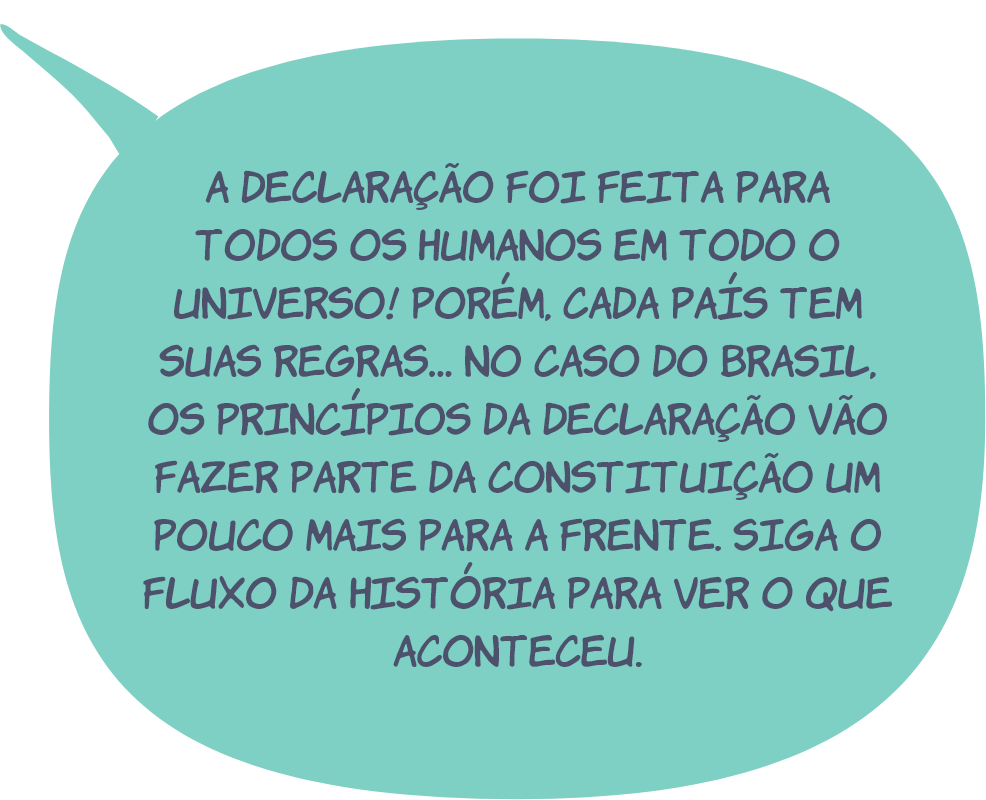 A DECLARAÇÃO FOI FEITA PARA
TODOS OS HUMANOS EM TODO O
UNIVERSO! PORÉM, CADA PAÍS TEM
SUAS REGRAS... NO CASO DO BRASIL,
OS PRINCÍPIOS DA DECLARAÇÃO VÃO
FAZER PARTE DA CONSTITUIÇÃO UM
POUCO MAIS PARA A FRENTE. SIGA O
FLUXO DA HISTÓRIA PARA VER O QUE
ACONTECEU.